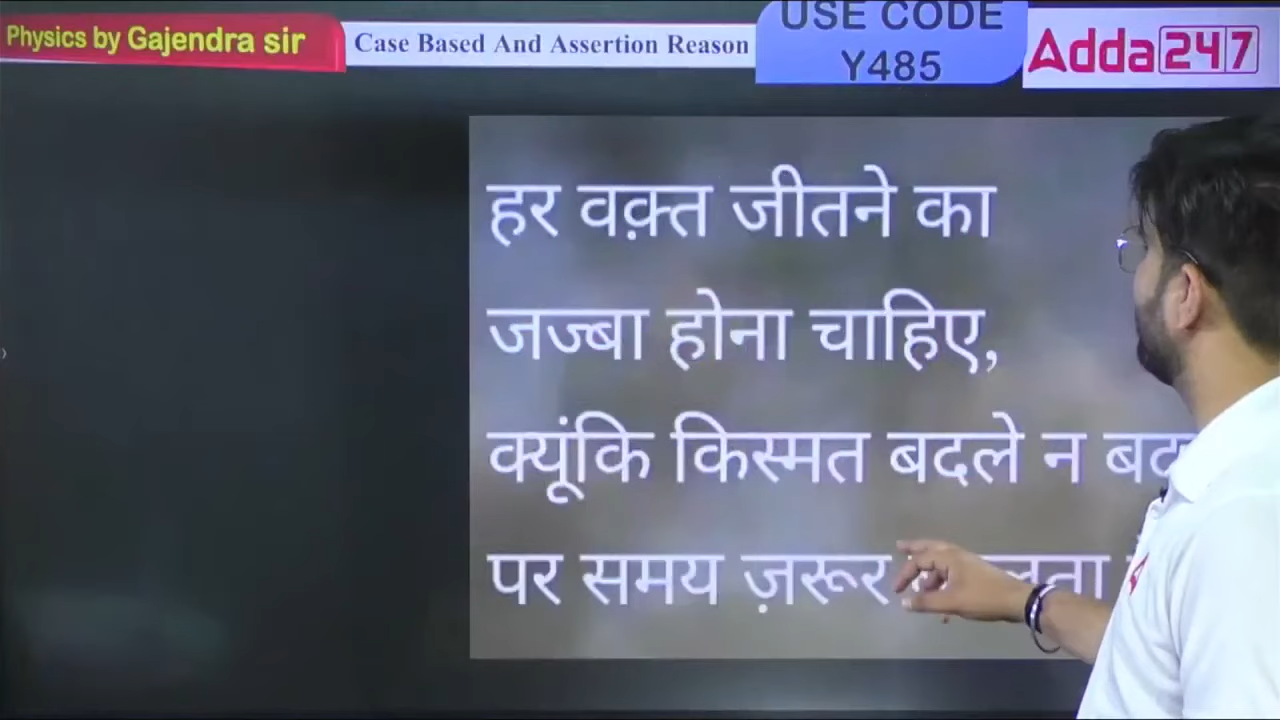 Physics by Gajendra sir
Case Based And Assertion Reason
USE CODE
Y485
Adda247
हर वक़्त जीतने का
जज्बा होना चाहिए,
क्यूंकि किस्मत बदले न
पर समय ज़रूर